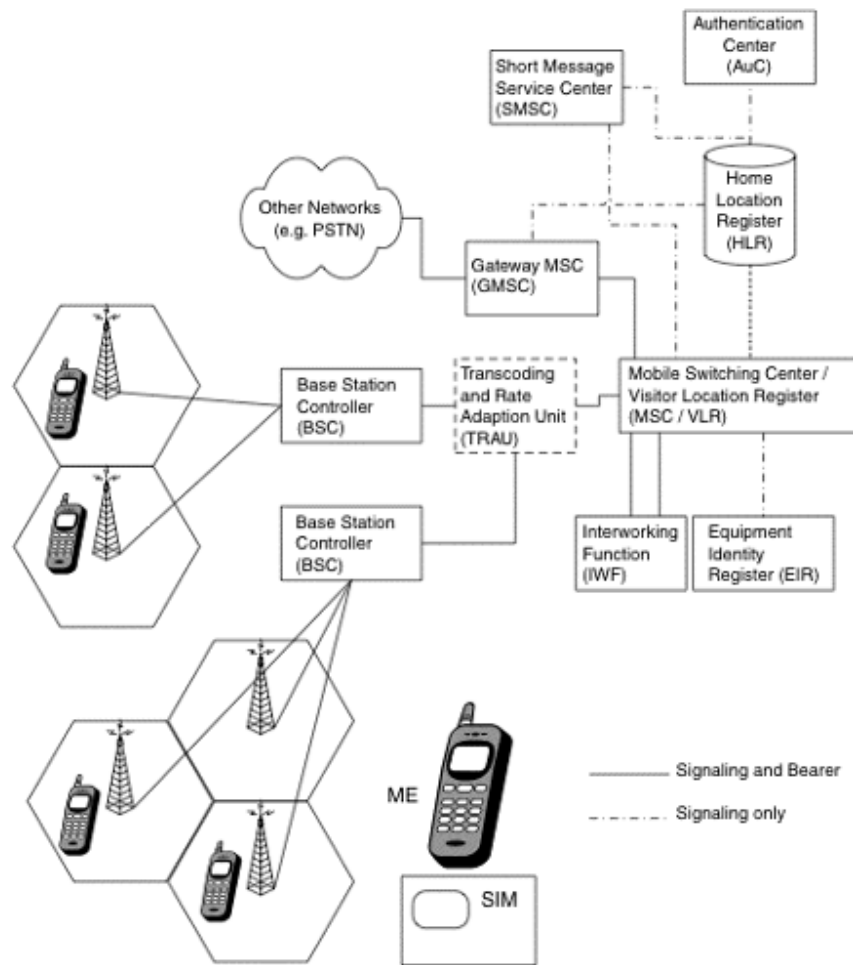 Authentication
Center
(AuC)
Short Message
Service Center
(SMSC)
Home
Location
Register
(HLR)
Other Networks
(e.g. PSTN)
Gateway MSC
(GMSC)
Base Station
Controller
(BSC)
Transcoding
and Rate
Adaption Unit
(TRAU)
Mobile Switching Center /
Visitor Location Register
(MSC / VLR)
Base Station
Controller
(BSC)
Interworking
Function
(IWF)
Equipment
Identity
Register (EIR)
ME
SIM
Signaling and Bearer
Signaling only